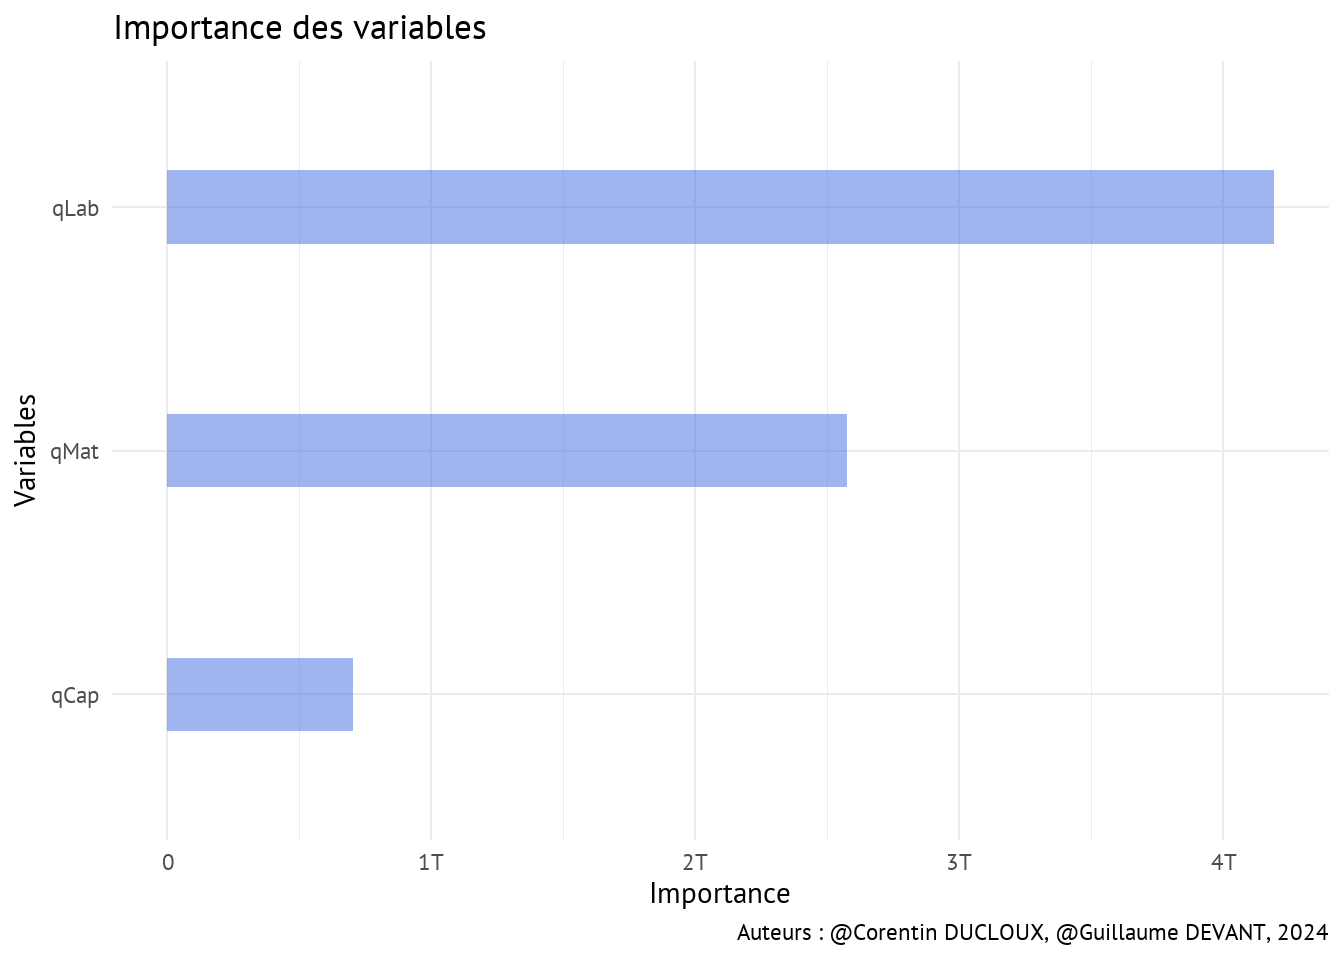 Importance des variables
Variables
qLab
qMat
qCap
0 1T 2T 3T 4T
Importance
Auteurs : @Corentin DUCLOUX, @Guillaume DEVANT, 2024